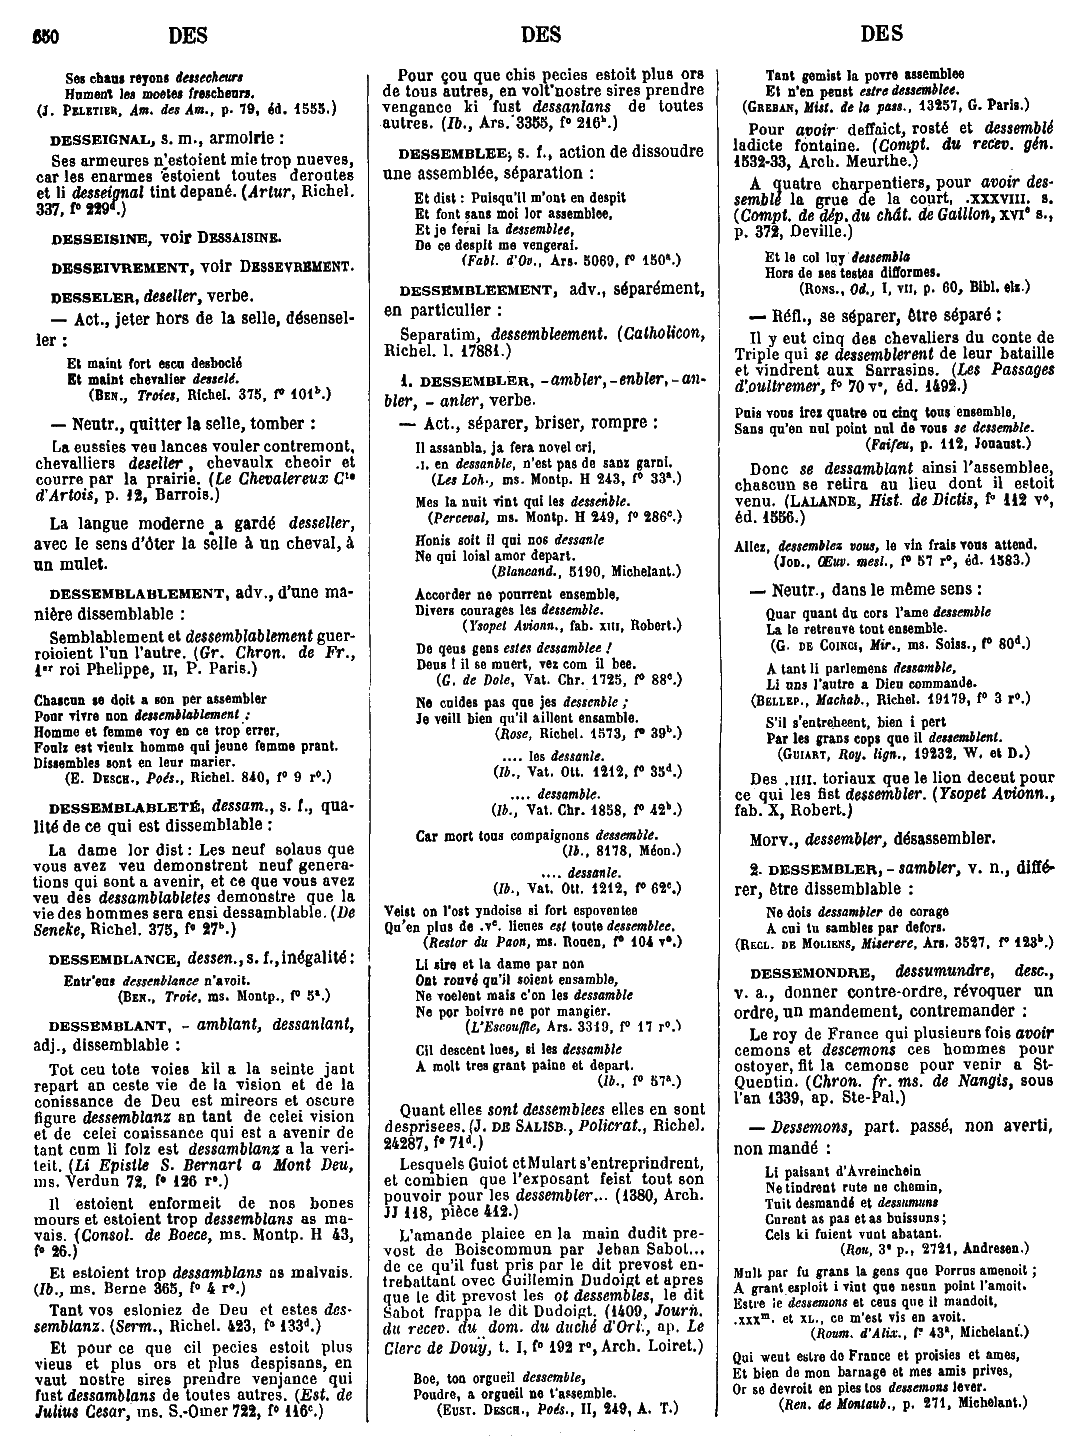 650 DES DES DES
Ses chaus reyons dessecheurs
Hument les moetes frescheurs.
(J. PELETIER, Am. des Am., p. 79, éd. 1555.)
DESSEIGNAL, s. m., armoirie :
Ses armeures n'estoient mie trop nueves,
car les enarmes estoient toutes deroutes
et li desseignal tint depané. (Artur, Richel.
337, f° 229d.)
DESSEISINE, voir DESSAISINE.
DESSEIVREMENT, voir DESSEVREMENT.
DESSELER, deseller, verbe.
— Act., jeter hors de la selle, désensel-
ler :
Et maint fort escu desboclé
Et maint chevalier desselé.
(BEN., Troies, Richel. 375, f° 101b.)
— Neutr., quitter la selle, tomber :
La eussies veu lances vouler contremont,
chevalliers deseller, chevaulx cheoir et
courre par la prairie. (Le Chevalereux Cte
d'Artois, p. 12, Barrois.)
La langue moderne a gardé desseller,
avec le sens d'ôter la selle à un cheval, à
un mulet.
DESSEMBLABLEMENT, adv., d'une ma-
nière dissemblable :
Semblablement et dessemblablement guer-
roioient l'un l'autre. (Gr. Chron. de Fr.,
1er roi Phelippe, II, P. Paris.)
Chascun se doit a son per assembler
Pour vivre non dessemblablement :
Homme et femme voy en ce trop errer,
Foulz est vieulx homme qui jeune femme prant.
Dissembles sont en leur marier.
(E. DESCH., Poés., Richel. 840, f° 9 r°.)
DESSEMBLABLETÉ, dessam., s. f., qua-
lité de ce qui est dissemblable :
La dame lor dist : Les neuf solaus que
vous avez veu demonstrent neuf genera-
tions qui sont a avenir, et ce que vous avez
veu des dessamblabletes demonstre que la
vie des hommes sera ensi dessamblable. (De
Seneke, Richel. 375, f° 27b.)
DESSEMBLANCE, dessen., s. f., inégalité :
Entr'eus dessenblance n'avoit.
(BEN., Troie, ms. Montp., f° 5a.)
DESSEMBLANT, - amblant, dessanlant,
adj., dissemblable :
Tot ceu tote voies kil a la seinte jant
repart an ceste vie de la vision et de la
conissance de Deu est mireors et oscure
figure dessemblanz an tant de celei vision
et de celei conissance qui est a avenir de
tant cum li folz est dessamblanz a la veri-
teit. (Li Epistle S. Bernart a Mont Deu,
ms. Verdun 72, f° 126 r°.)
Il estoient enformeit de nos bones
mours et estoient trop dessemblans as ma-
vais. (Consol. de Boece, ms. Montp. H 43,
f° 26.)
Et estoient trop dessamblans as malvais.
(Ib., ms. Berne 365, f° 4 r°.)
Tant vos esloniez de Deu et estes des-
semblanz. (Serm., Richel. 423, f° 133d.)
Et pour ce que cil pecies estoit plus
vieus et plus ors et plus despisans, en
vaut nostre sires prendre venjance qui
fust dessamblans de toutes autres. (Est. de
Julius Cesar, ms. S.-Omer 722, f° 116c.)
Pour çou que chis pecies estoit plus ors
de tous autres, en volt nostre sires prendre
vengance ki fust dessanlans de toutes
autres. (Ib., Ars. 3355, f° 216b.)
DESSEMBLEE, s. f., action de dissoudre
une assemblée, séparation :
Et dist : Puisqu'il m'ont en despit
Et font sans moi lor assemblee,
Et je ferai la dessemblee,
De ce despit me vengerai.
(Fabl. d'Ov., Ars. 5069, f° 150a.)
DESSEMBLEEMENT, adv., séparément,
en particulier :
Separatim, dessembleement. (Catholicon,
Richel. l. 17881.)
1. DESSEMBLER, -ambler, -enbler, -an-
bler, - anler, verbe.
— Act., séparer, briser, rompre :
Il assanbla, ja fera novel cri,
.I. en dessanble, n'est pas de sanz garni.
(Les Loh., ms. Montp. H 243, f° 33a.)
Mes la nuit vint qui les dessenble.
(Perceval, ms. Montp. H 249, f° 286c.)
Honis soit il qui nos dessanle
Ne qui loial amor depart.
(Blancand., 5190, Michelant.)
Accorder ne pourrent ensemble,
Divers courages les dessemble.
(Ysopet Avionn., fab. XIII, Robert.)
De queus gens estes dessamblee !
Deus ! il se muert, vez com il bee.
(G. de Dole, Vat. Chr. 1725, f° 88c.)
Ne cuides pas que jes dessenble ;
Je veill bien qu'il aillent ensamble.
(Rose, Richel. 1573, f° 39b.)
.... les dessanle.
(Ib., Vat. Ott. 1212, f° 35d.)
.... dessamble.
(Ib., Vat. Chr. 1858, f° 42b.)
Car mort tous compaignons dessemble.
(Ib., 8178, Méon.)
.... dessanle.
(Ib., Vat. Ott. 1212, f° 62c.)
Veist on l'ost yndoise si fort espoventee
Qu'en plus de .vc. lieues est toute dessemblee.
(Restor du Paon, ms. Rouen, f° 104 v°.)
Li sire et la dame par non
Ont rouvé qu'il soient ensamble,
Ne voelent mais c'on les dessamble
Ne por boivre ne por mangier.
(L'Escouffle, Ars. 3319, f° 17 r°.)
Cil descent lues, si les dessamble
A molt tres grant paine et depart.
(Ib., f° 57a.)
Quant elles sont dessemblees elles en sont
desprisees. (J. DE SALISB., Policrat., Richel.
24287, f° 71d.)
Lesquels Guiot et Mulart s'entreprindrent,
et combien que l'exposant feist tout son
pouvoir pour les dessembler... (1380, Arch.
JJ 118, pièce 412.)
L'amande plaiee en la main dudit pre-
vost de Boiscommun par Jehan Sabot...
de ce qu'il fust pris par le dit prevost en-
trebattant ovec Guillemin Dudoigt et apres
que le dit prevost les ot dessembles, le dit
Sabot frappa le dit Dudoigt. (1409, Journ.
du recev. du dom. du duché d'Orl., ap. Le
Clerc de Douy, t. I, f° 192 r°, Arch. Loiret.)
Boe, ton orgueil dessemble,
Poudre, a orgueil ne t'assemble.
(EUST. DESCH., Poés., II, 249, A. T.)
Tant gemist la povre assemblee
Et n'en peust estre dessemblee.
(GREBAN, Mist. de la pass., 13257, G. Paris.)
Pour avoir deffaict, rosté et dessemblé
ladicte fontaine. (Compt. du recev. gén.
1532-33, Arch. Meurthe.)
A quatre charpentiers, pour avoir des-
semblé la grue de la court, .XXXVIII. s.
(Compt. de dép. du chât. de Gaillon, XVIe s.,
p. 372, Deville.)
Et le col luy dessembla
Hors de ses testes difformes.
(RONS., Od., I, VII, p. 60, Bibl. elz.)
— Réfl., se séparer, être séparé :
Il y eut cinq des chevaliers du conte de
Triple qui se dessemblerent de leur bataille
et vindrent aux Sarrasins. (Les Passages
d'oultremer, f° 70 v°, éd. 1492.)
Puis vous irez quatre ou cinq tous ensemble,
Sans qu'en nul point nul de vous se dessemble.
(Faifeu, p. 112, Jouaust.)
Donc se dessamblant ainsi l'assemblee,
chascun se retira au lieu dont il estoit
venu. (LALANDE, Hist. de Dictis, f° 112 v°,
éd. 1556.)
Allez, dessemblez vous, le vin frais vous attend.
(JOD., Œuv. mesl., f° 57 r°, éd. 1583.)
— Neutr., dans le même sens :
Quar quant du cors l'ame dessemble
La le retreuve tout ensemble.
(G. DE COINCI, Mir., ms. Soiss., f° 80d.)
A tant li parlemens dessamble,
Li uns l'autre a Dieu commande.
(BELLEP., Machab., Richel. 19179, f° 3 r°.)
S'il s'entreheent, bien i pert
Par les grans cops que il dessemblent.
(GUIART, Roy. lign., 19232, W. et D.)
Des .IIII. toriaux que le lion deceut pour
ce qui les fist dessembler. (Ysopet Avionn.,
fab. X, Robert.)
Morv., dessembler, désassembler.
2. DESSEMBLER, - sambler, v. n., diffé-
rer, être dissemblable :
Ne dois dessambler de corage
A cui tu sambles par defors.
(RECL. DE MOLIENS, Miserere, Ars. 3527, f° 123b.)
DESSEMONDRE, dessumundre, desc.,
v. a., donner contre-ordre, révoquer un
ordre, un mandement, contremander :
Le roy de France qui plusieurs fois avoir
cemons et descemons ces hommes pour
ostoyer, fit la cemonse pour venir a St-
Quentin. (Chron. fr. ms. de Nangis, sous
l'an 1339, ap. Ste-Pal.)
— Dessemons, part. passé, non averti,
non mandé :
Li paisant d'Avreinchein
Ne tindrent rute ne chemin,
Tuit desmandé et dessumuns
Curent as pas et as buissuns ;
Cels ki fuient vunt abatant.
(Rou, 3e p., 2721, Andresen.)
Mult par fu grans la gens que Porrus amenoit ;
A grant esploit i vint que nesun point l'amoit.
Estre le dessemons et ceus que il mandoit,
.xxxm. et XL., ce m'est vis en avoit.
(Roum. d'Alix., f° 43a, Michelant.)
Qui went estre de France et proisies et ames,
Et bien de mon barnage et mes amis prives,
Or se devroit en pies tos dessemons lever.
(Ren. de Montaub., p. 271, Michelant.)